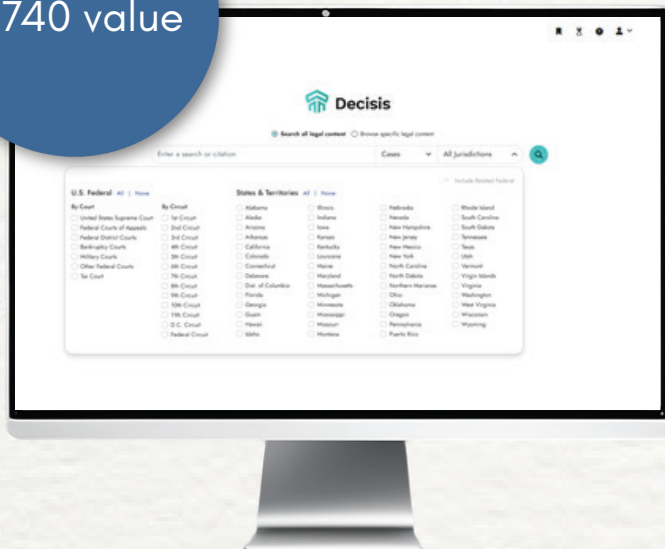 740 value
Decisis
Search all legal content Browse specific legal content
Enter a search or citation Cases All Jurisdictions
Include Related Federal
U.S. Federal All | None States & Territories All | None
By Court By Circuit Alabama Illinois Nebraska Rhode Island
United States Supreme Court 1st Circuit Alaska Indiana Nevada South Carolina
Federal Courts of Appeals 2nd Circuit Arizona Iowa New Hampshire South Dakota
Federal District Courts 3rd Circuit Arkansas Kansas New Jersey Tennessee
Bankruptcy Courts 4th Circuit California Kentucky New Mexico Texas
Military Courts 5th Circuit Colorado Louisiana New York Utah
Other Federal Courts 6th Circuit Connecticut Maine North Carolina Vermont
Tax Court 7th Circuit Delaware Maryland North Dakota Virgin Islands
8th Circuit Dist. of Columbia Massachusetts Northern Marianas Virginia
9th Circuit Florida Michigan Ohio Washington
10th Circuit Georgia Minnesota Oklahoma West Virginia
11th Circuit Guam Mississippi Oregon Wisconsin
D.C. Circuit Hawaii Missouri Pennsylvania Wyoming
Federal Circuit Idaho Montana Puerto Rico